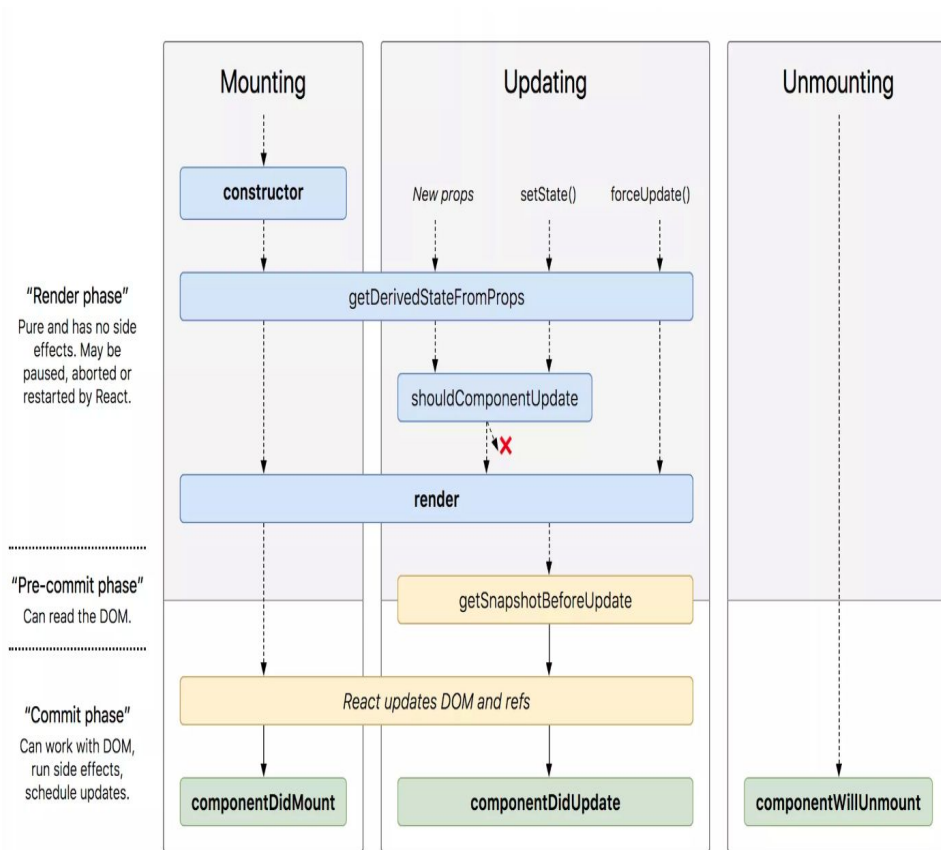 Mounting
Updating
Unmounting
constructor
New props
setState()
forceUpdate()
getDerivedStateFromProps
“Render phase”
Pure and has no side
effects. May be
paused, aborted or
restarted by React.
shouldComponentUpdate
render
“Pre-commit phase”
Can read the DOM.
getSnapshotBeforeUpdate
React updates DOM and refs
“Commit phase”
Can work with DOM,
run side effects,
schedule updates.
componentDidMount
componentDidUpdate
componentWillUnmount